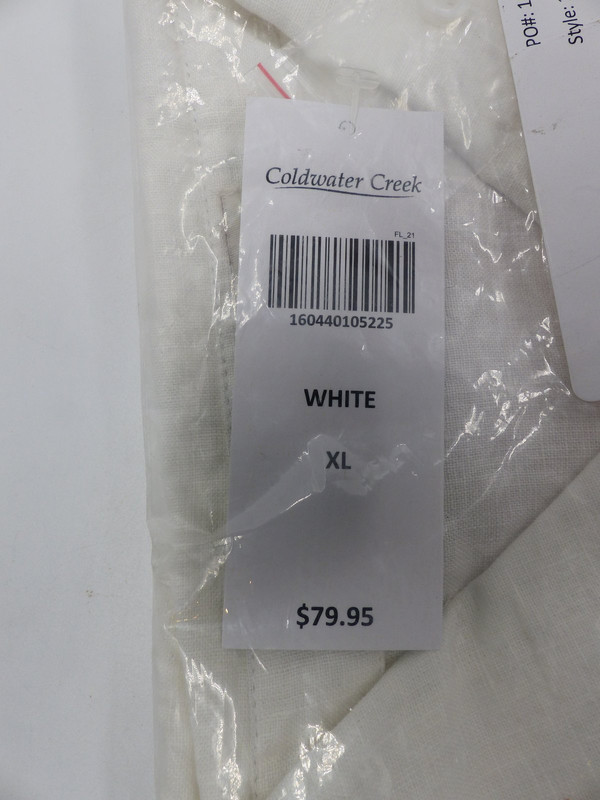 Coldwater Creek
FL_21
160440105225
WHITE
XL
$79.95
PO#: 1
Style: